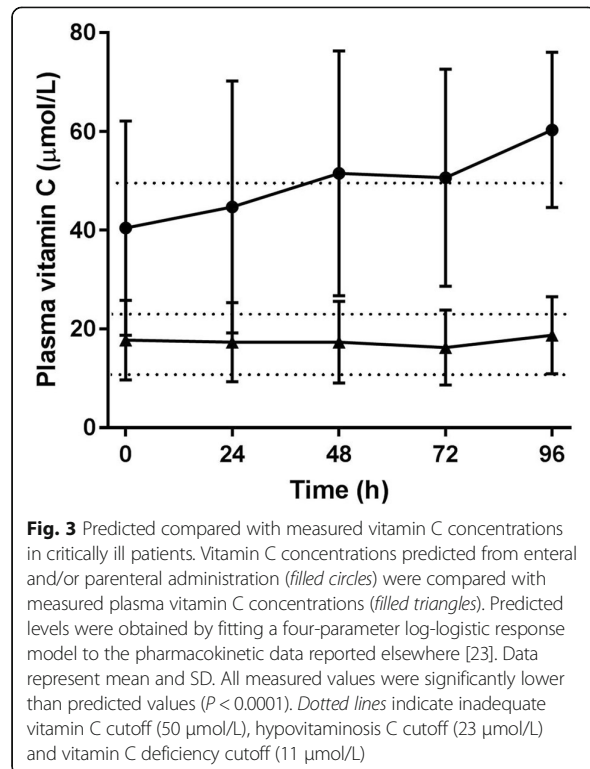 80
60
40
20
0
Plasma vitamin C (μmol/L)
0 24 48 72 96
Time (h)
Fig. 3 Predicted compared with measured vitamin C concentrations
in critically ill patients. Vitamin C concentrations predicted from enteral
and/or parenteral administration (filled circles) were compared with
measured plasma vitamin C concentrations (filled triangles). Predicted
levels were obtained by fitting a four-parameter log-logistic response
model to the pharmacokinetic data reported elsewhere [23]. Data
represent mean and SD. All measured values were significantly lower
than predicted values (P < 0.0001). Dotted lines indicate inadequate
vitamin C cutoff (50 μmol/L), hypovitaminosis C cutoff (23 μmol/L)
and vitamin C deficiency cutoff (11 μmol/L)